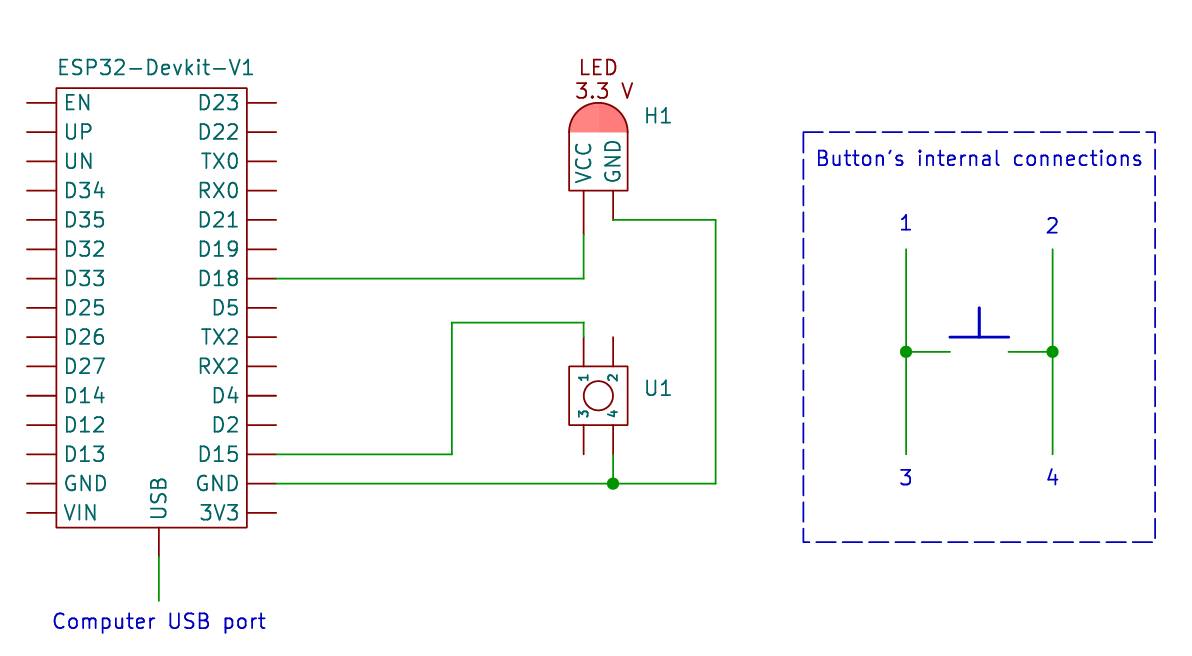 ESP32-Devkit-V1
EN
UP
UN
D34
D35
D32
D33
D25
D26
D27
D14
D12
D13
GND
VIN
D23
D22
TX0
RX0
D21
D19
D18
D5
TX2
RX2
D4
D2
D15
GND
3V3
USB
Computer USB port
LED
3.3 V
H1
VCC
GND
1
2
3
4
U1
Button's internal connections
1
2
3
4